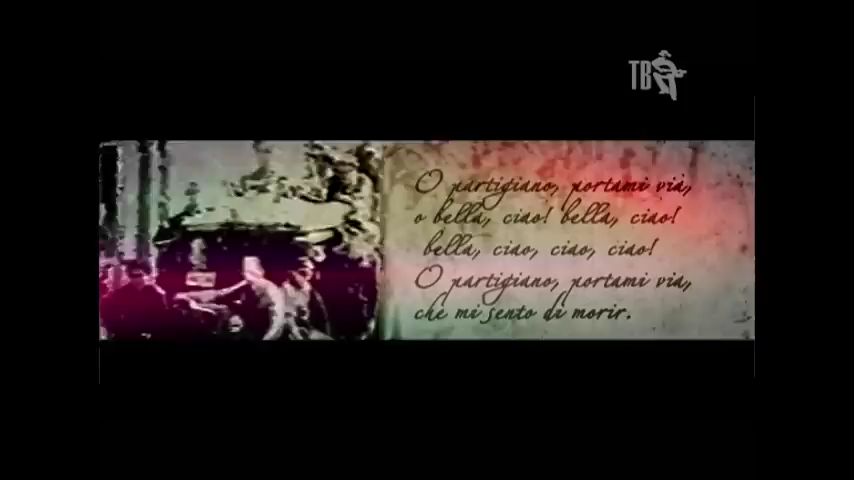 ТВ
O partigiano, portami via,
o bella, ciao! bella, ciao!
bella, ciao, ciao, ciao!
O partigiano, portami via,
che mi sento di morir.